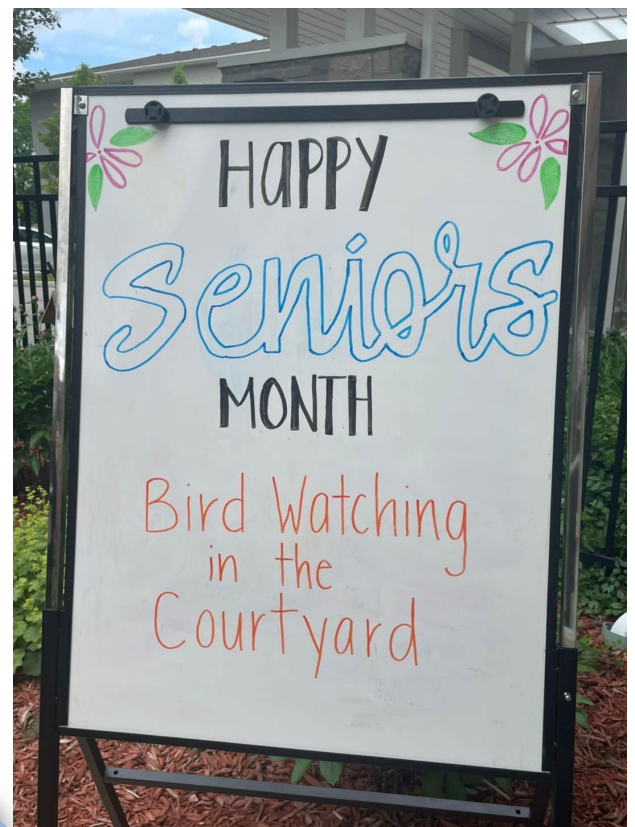 HAPPY
Seniors
MONTH
Bird Watching
in the
Courtyard